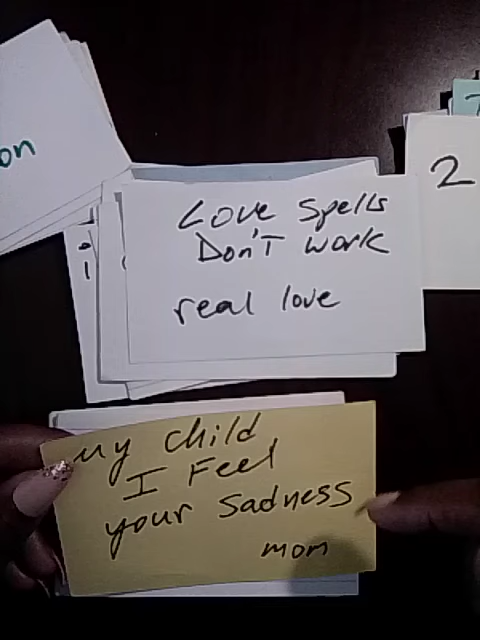 on
2
Love Spells
Don't work
real love
my child
I Feel
your Sadness
mom